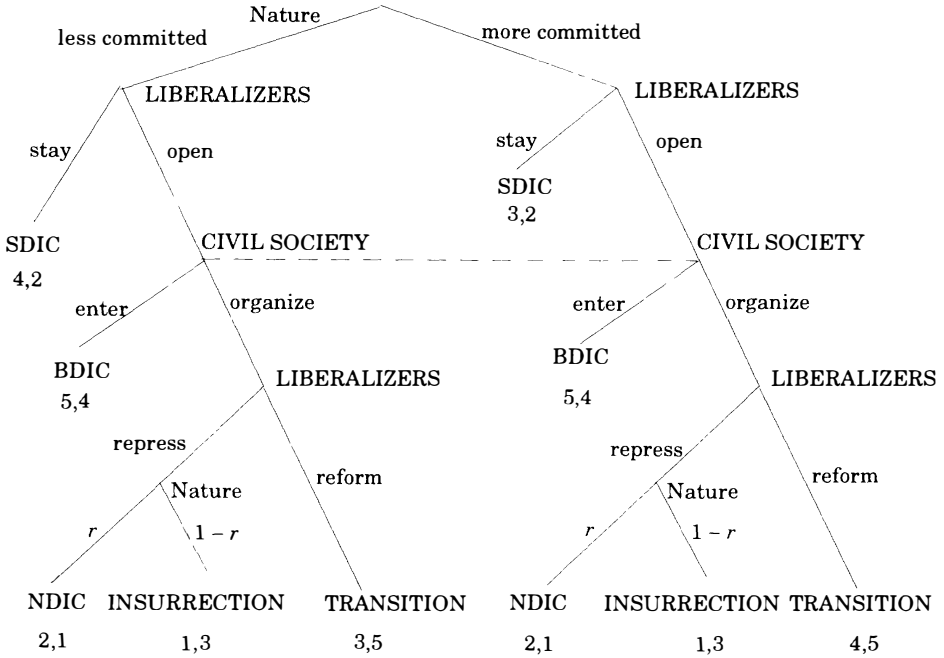 Nature
less committed
more committed
LIBERALIZERS
LIBERALIZERS
stay
open
stay
open
SDIC
3,2
SDIC
4,2
CIVIL SOCIETY
CIVIL SOCIETY
enter
organize
enter
organize
BDIC
5,4
BDIC
5,4
LIBERALIZERS
LIBERALIZERS
repress
reform
repress
reform
Nature
Nature
r
1 – r
r
1 – r
NDIC INSURRECTION TRANSITION
NDIC INSURRECTION TRANSITION
2,1 1,3 3,5
2,1 1,3 4,5